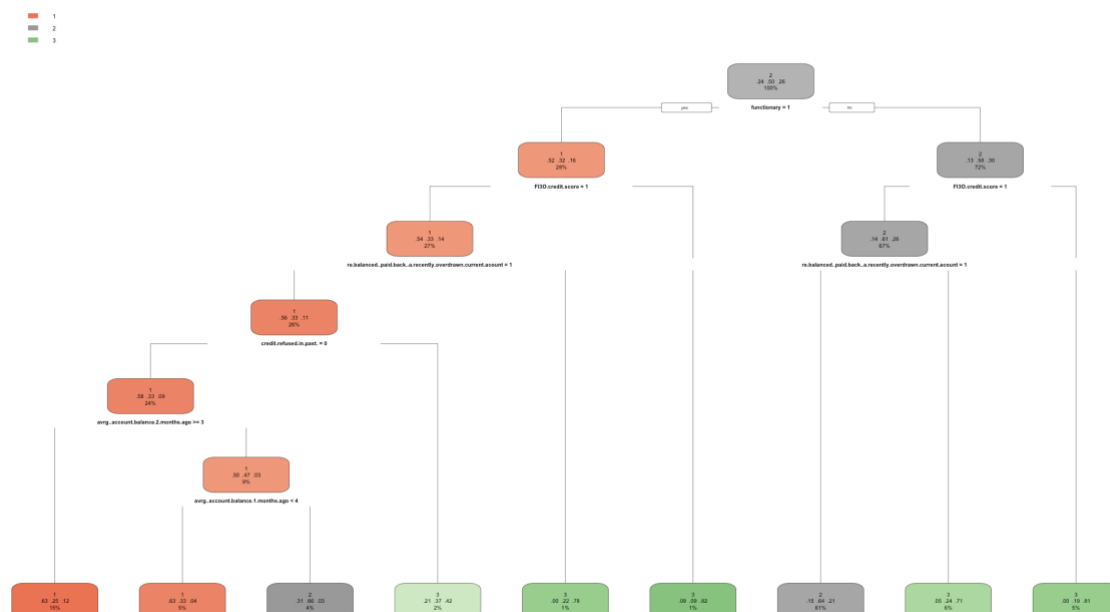 1
2
3
2
.24 .50 .26
100%
yes
functionary = 1
no
1
.52 .32 .16
28%
2
.13 .58 .30
72%
FI3O.credit.score = 1
FI3O.credit.score = 1
1
.54 .33 .14
27%
2
.14 .61 .26
67%
re.balanced..paid.back..a.recently.overdrawn.current.acount = 1
re.balanced..paid.back..a.recently.overdrawn.current.acount = 1
1
.56 .33 .11
26%
credit.refused.in.past. = 0
1
.58 .33 .09
24%
avrg..account.balance.2.months.ago >= 3
1
.50 .47 .03
9%
avrg..account.balance.1.months.ago < 4
1
.63 .25 .12
15%
1
.63 .33 .04
5%
2
.31 .66 .03
4%
3
.21 .37 .42
2%
3
.00 .22 .78
1%
3
.09 .09 .82
1%
2
.15 .64 .21
61%
3
.05 .24 .71
6%
3
.00 .19 .81
5%